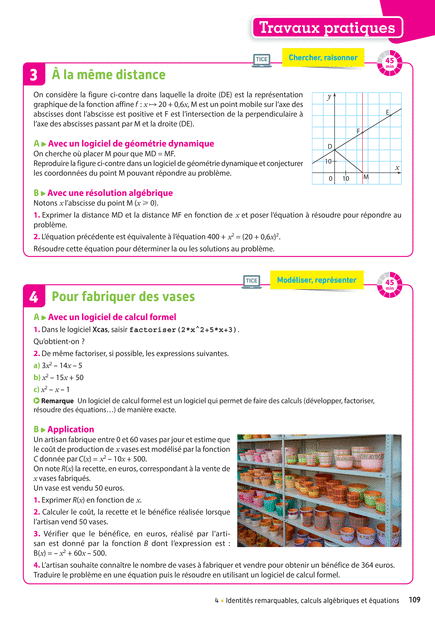 Travaux pratiques
TICE
Chercher, raisonner
45
min
3 À la même distance
On considère la figure ci-contre dans laquelle la droite (DE) est la représentation
graphique de la fonction affine f : x ↦ 20 + 0,6x, M est un point mobile sur l'axe des
abscisses dont l'abscisse est positive et F est l'intersection de la perpendiculaire à
l'axe des abscisses passant par M et la droite (DE).
y
E
F
D
10
x
0 10 M
A ▶ Avec un logiciel de géométrie dynamique
On cherche où placer M pour que MD = MF.
Reproduire la figure ci-contre dans un logiciel de géométrie dynamique et conjecturer
les coordonnées du point M pouvant répondre au problème.
B ▶ Avec une résolution algébrique
Notons x l'abscisse du point M (x ⩾ 0).
1. Exprimer la distance MD et la distance MF en fonction de x et poser l'équation à résoudre pour répondre au
problème.
2. L'équation précédente est équivalente à l'équation 400 + x² = (20 + 0,6x)².
Résoudre cette équation pour déterminer la ou les solutions au problème.
TICE
Modéliser, représenter
45
min
4 Pour fabriquer des vases
A ▶ Avec un logiciel de calcul formel
1. Dans le logiciel Xcas, saisir factoriser(2*x^2+5*x+3).
Qu'obtient-on ?
2. De même factoriser, si possible, les expressions suivantes.
a) 3x² – 14x – 5
b) x² – 15x + 50
c) x² – x – 1
Remarque Un logiciel de calcul formel est un logiciel qui permet de faire des calculs (développer, factoriser,
résoudre des équations…) de manière exacte.
B ▶ Application
Un artisan fabrique entre 0 et 60 vases par jour et estime que
le coût de production de x vases est modélisé par la fonction
C donnée par C(x) = x² – 10x + 500.
On note R(x) la recette, en euros, correspondant à la vente de
x vases fabriqués.
Un vase est vendu 50 euros.
1. Exprimer R(x) en fonction de x.
2. Calculer le coût, la recette et le bénéfice réalisée lorsque
l'artisan vend 50 vases.
3. Vérifier que le bénéfice, en euros, réalisé par l'arti-
san est donné par la fonction B dont l'expression est :
B(x) = – x² + 60x – 500.
4. L'artisan souhaite connaître le nombre de vases à fabriquer et vendre pour obtenir un bénéfice de 364 euros.
Traduire le problème en une équation puis le résoudre en utilisant un logiciel de calcul formel.
4 • Identités remarquables, calculs algébriques et équations 109